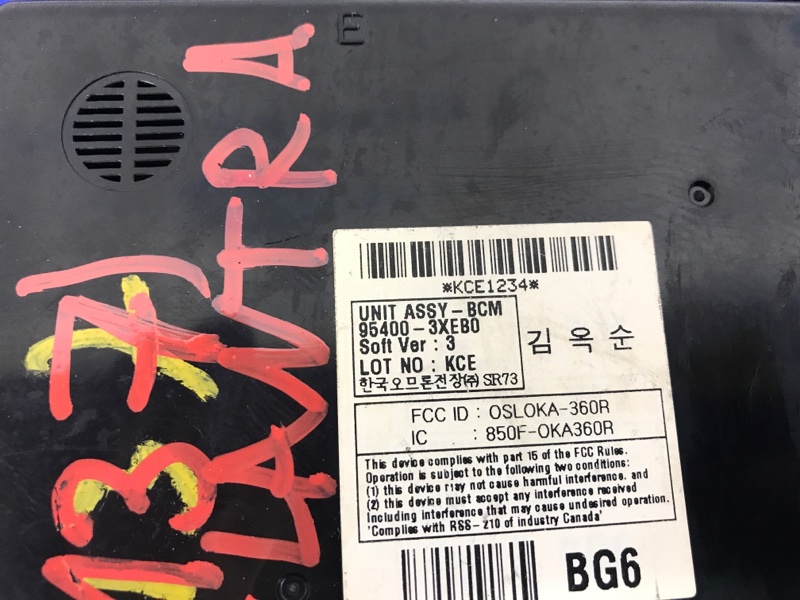 E
ELANTRA
137)
*KCE1234*
UNIT ASSY-BCM
95400-3XEB0
Soft Ver : 3
LOT NO : KCE
한국오므론전장(주) SR73
김 옥 순
FCC ID : OSLOKA-360R
IC : 850F-OKA360R
This device complies with part 15 of the FCC Rules.
Operation is subject to the following two conditions:
(1) this device may not cause harmful interference, and
(2) this device must accept any interference received
Including interference that may cause undesired operation.
'Complies with RSS-210 of industry Canada'
BG6